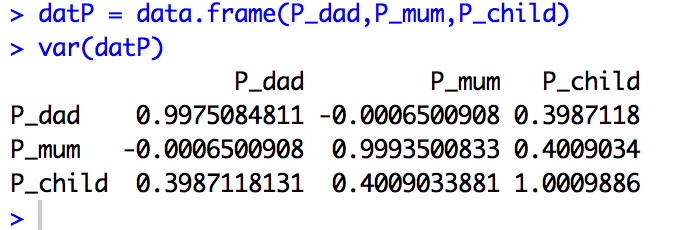 > datP = data.frame(P_dad,P_mum,P_child)
> var(datP)
P_dad P_mum P_child
P_dad 0.9975084811 -0.0006500908 0.3987118
P_mum -0.0006500908 0.9993500833 0.4009034
P_child 0.3987118131 0.4009033881 1.0009886
>